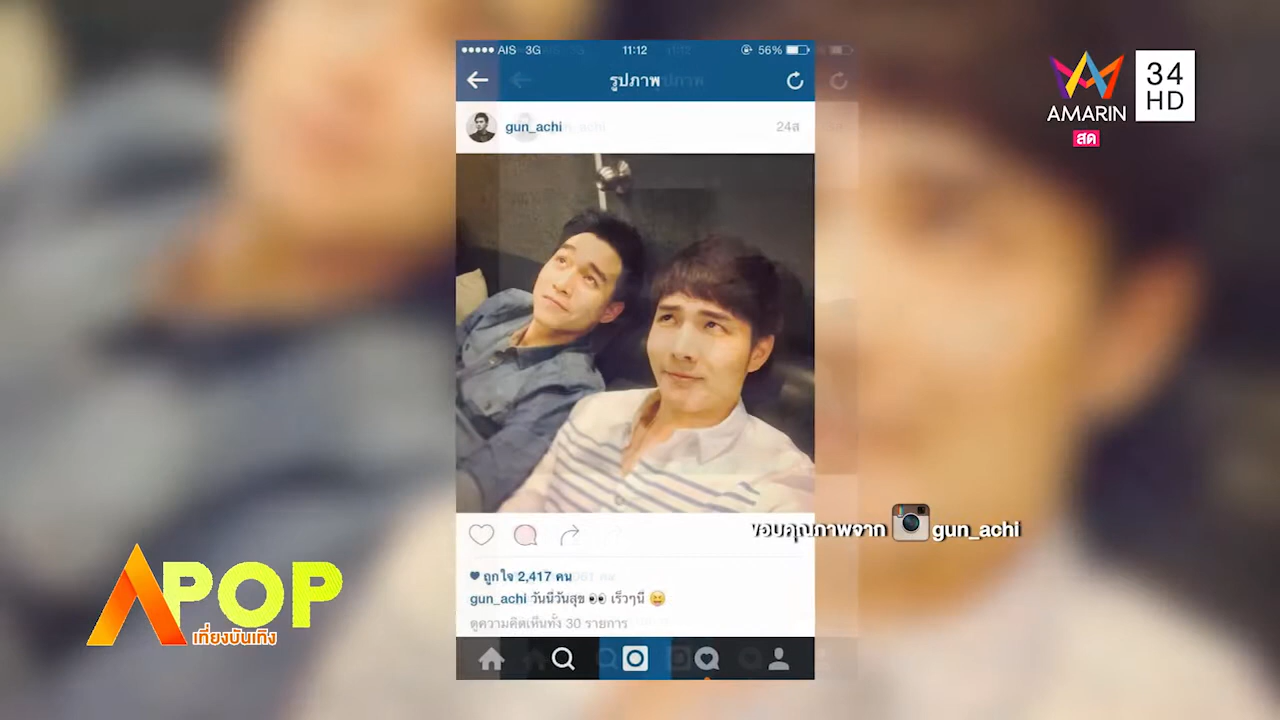 AIS 3G 11:12 56%
รูปภาพ
gun_achi 24ส
AMARIN
34
HD
สด
ขอบคุณภาพจาก gun_achi
ถูกใจ 2,417 คน
gun_achi วันนี้วันสุข 👀 เร็วๆนี้ 😄
ดูความคิดเห็นทั้ง 30 รายการ
APOP
เที่ยงบันเทิง